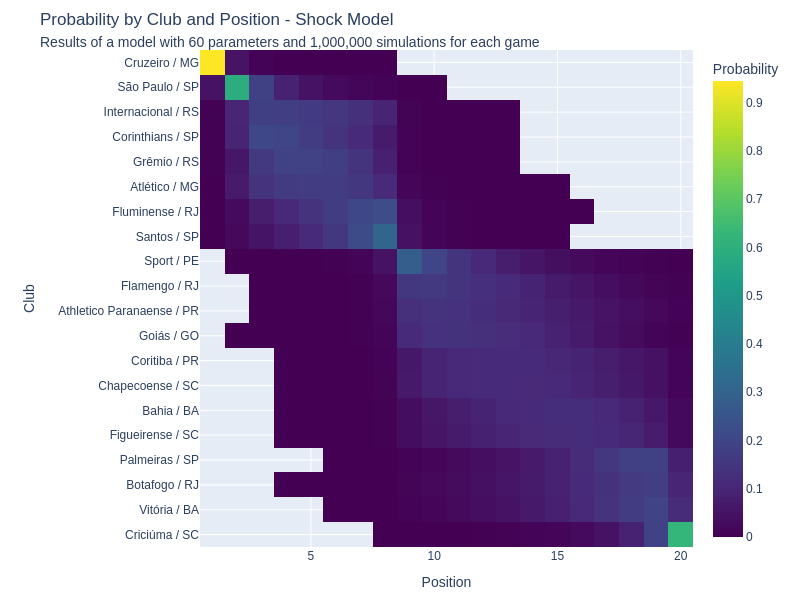 Probability by Club and Position - Shock Model
Results of a model with 60 parameters and 1,000,000 simulations for each game
Cruzeiro / MG
São Paulo / SP
Internacional / RS
Corinthians / SP
Grêmio / RS
Atlético / MG
Fluminense / RJ
Santos / SP
Sport / PE
Flamengo / RJ
Athletico Paranaense / PR
Goiás / GO
Coritiba / PR
Chapecoense / SC
Bahia / BA
Figueirense / SC
Palmeiras / SP
Botafogo / RJ
Vitória / BA
Criciúma / SC
Club
5
10
15
20
Position
Probability
0.9
0.8
0.7
0.6
0.5
0.4
0.3
0.2
0.1
0